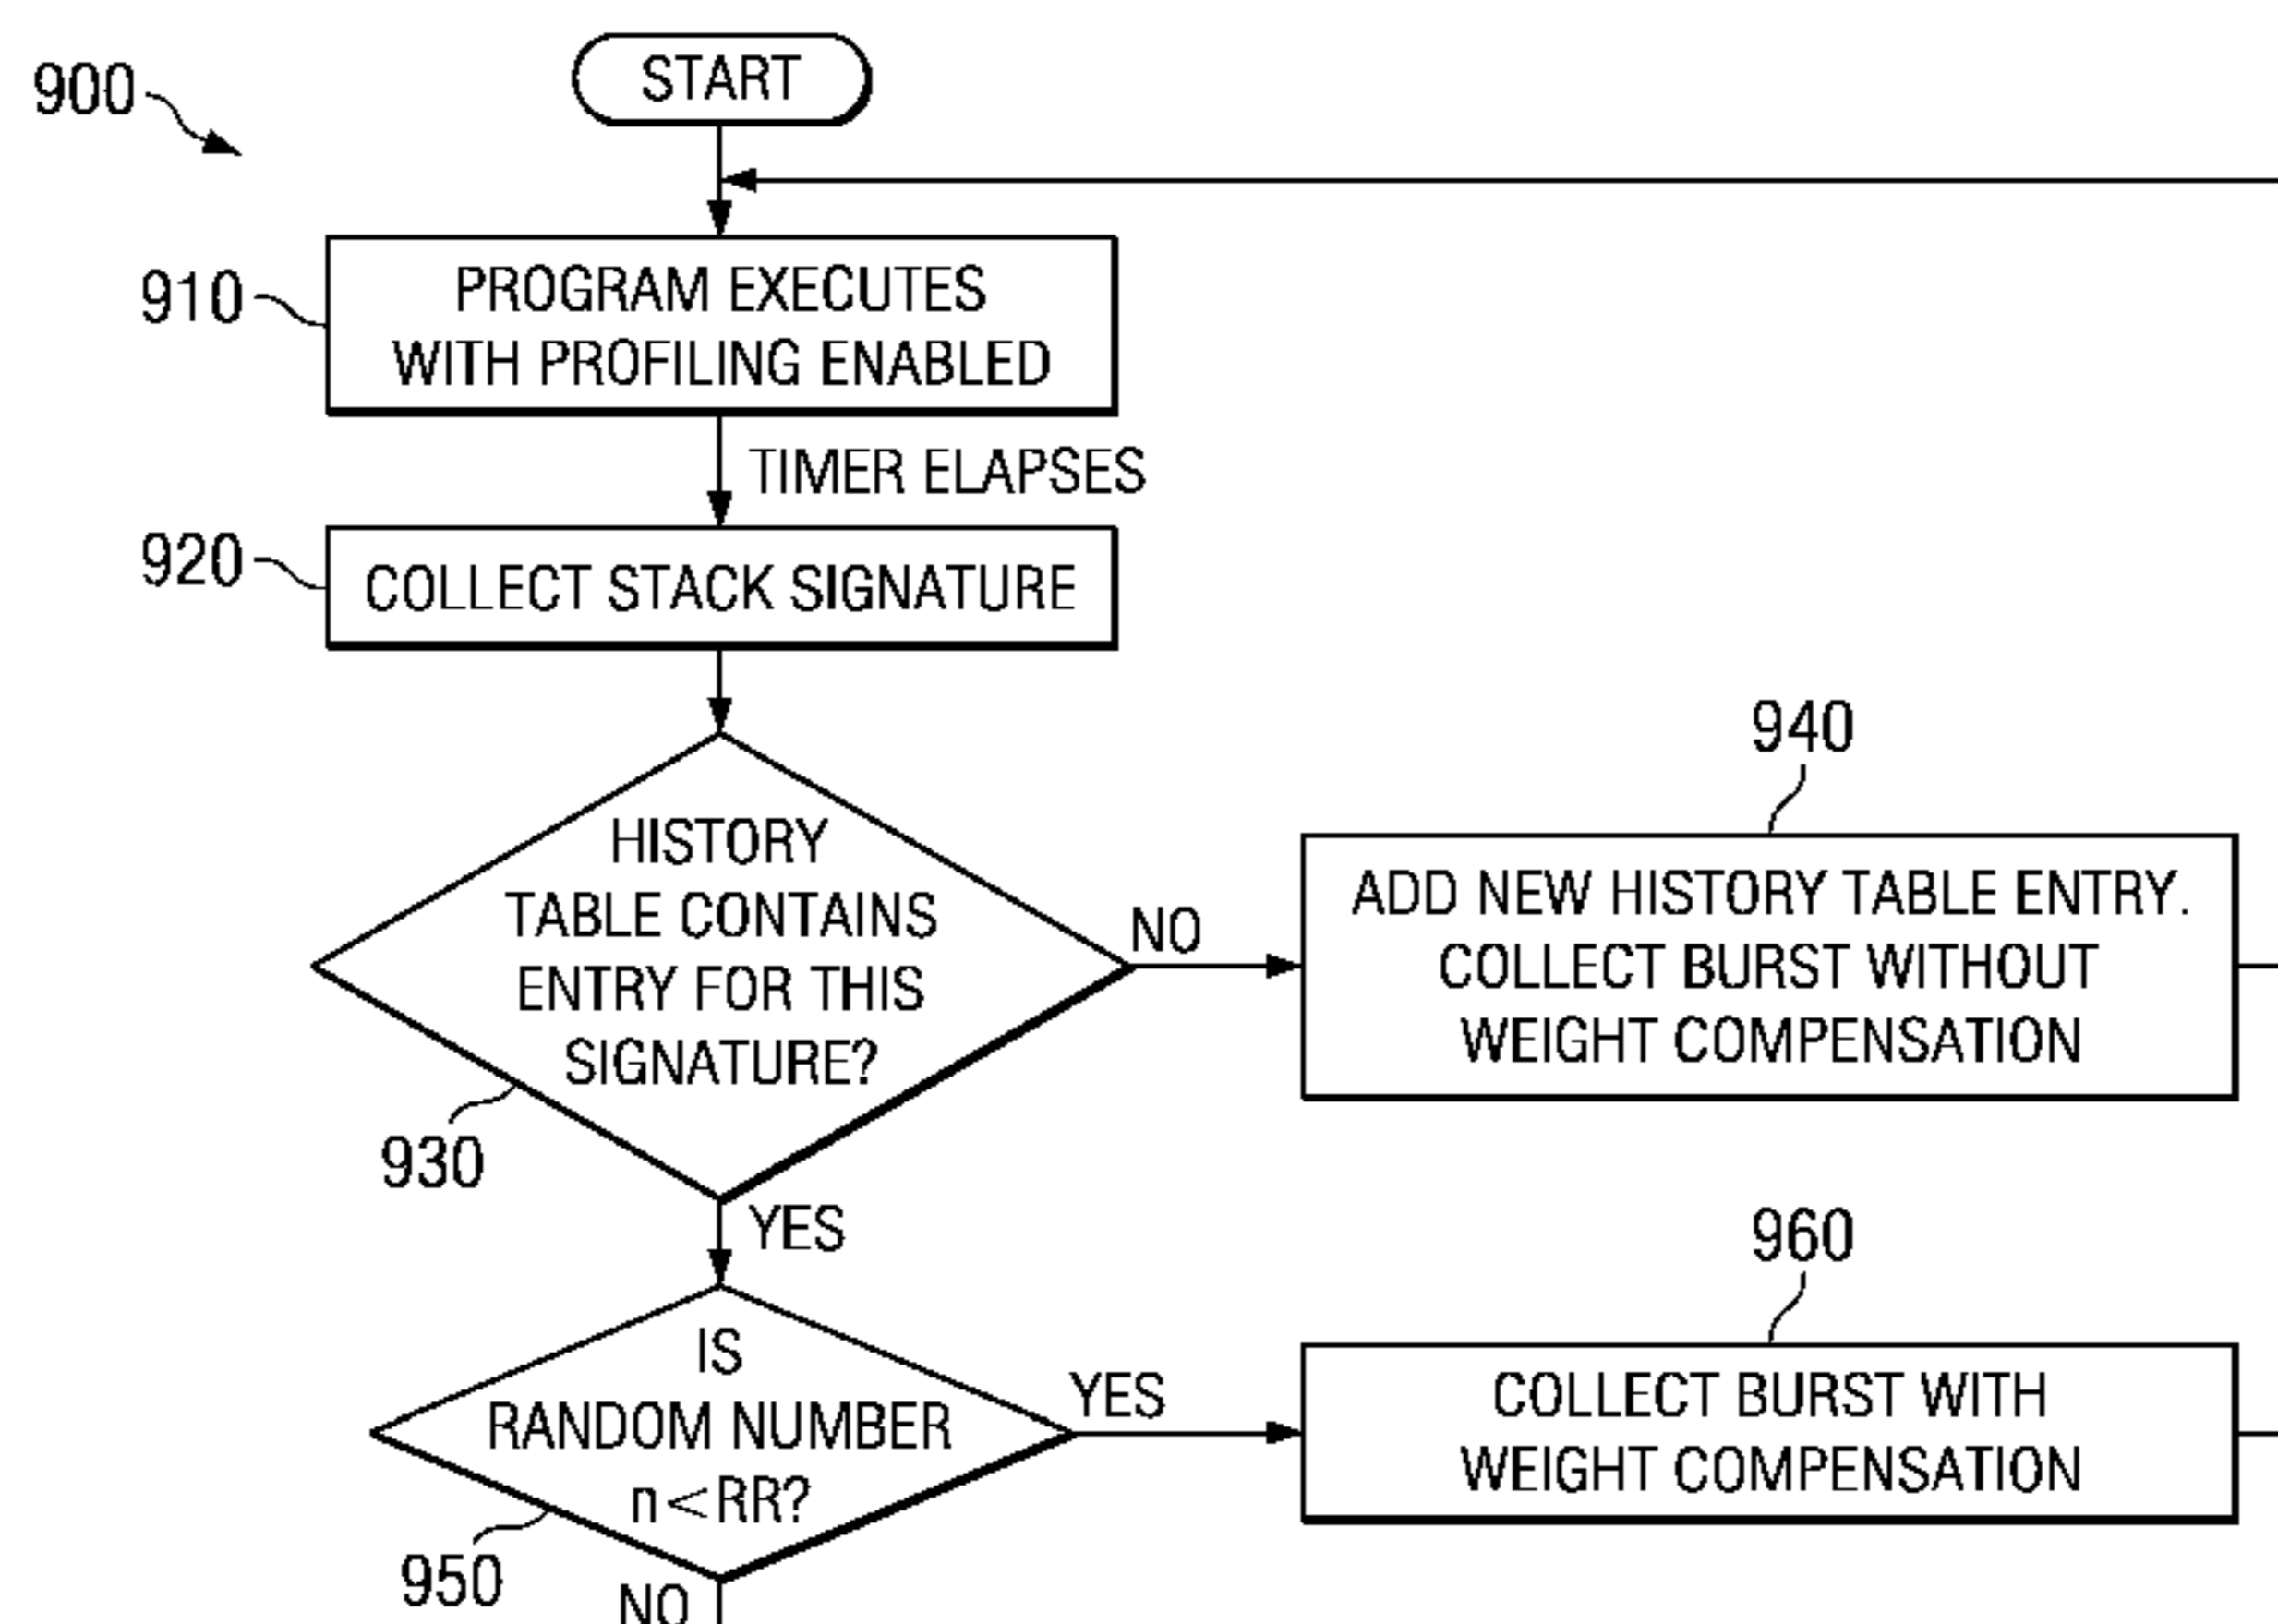 900
START
910
PROGRAM EXECUTES
WITH PROFILING ENABLED
TIMER ELAPSES
920
COLLECT STACK SIGNATURE
HISTORY
TABLE CONTAINS
ENTRY FOR THIS
SIGNATURE?
930
NO
940
ADD NEW HISTORY TABLE ENTRY.
COLLECT BURST WITHOUT
WEIGHT COMPENSATION
YES
IS
RANDOM NUMBER
n<RR?
950
YES
960
COLLECT BURST WITH
WEIGHT COMPENSATION
NO